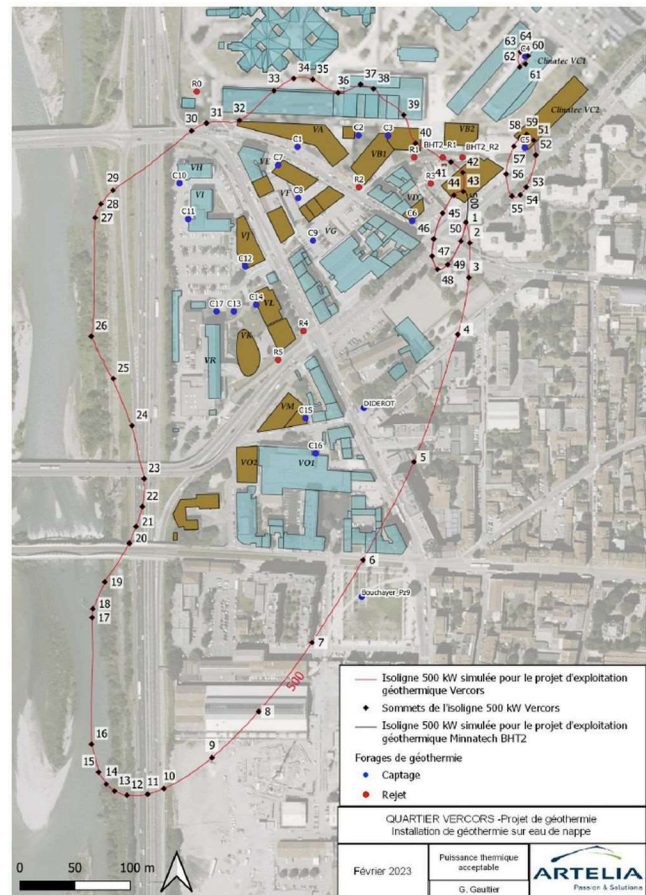 63
64
C4
60
62
61
Climatec VC1
34
35
33
36
37
38
R0
39
30
31
32
VA
C2
C3
40
VB2
58
59
51
C5
52
Climatec VC2
C1
VB1
R1
BHT2_R1
BHT2_R2
57
C10
VH
VE
C7
R2
R3
41
42
43
44
56
53
54
55
29
28
27
VI
C11
VF
C8
VD
C6
500
45
1
46
50
2
VJ
C9
VG
47
49
48
3
C12
C17
C13
C14
VL
R4
4
26
VR
VK
R5
25
24
VM
C15
DIDEROT
23
VO2
VO1
C16
5
22
21
20
6
19
Bouchayer_Pz9
18
17
7
500
8
16
15
14
13
12
11
10
9
Isoligne 500 kW simulée pour le projet d'exploitation
géothermique Vercors
Sommets de l'isoligne 500 kW Vercors
Isoligne 500 kW simulée pour le projet d'exploitation
géothermique Minnatech BHT2
Forages de géothermie
Captage
Rejet
QUARTIER VERCORS -Projet de géothermie
Installation de géothermie sur eau de nappe
Février 2023
Puissance thermique
acceptable
G. Gaultier
ARTELIA
Passion & Solutions
0 50 100 m